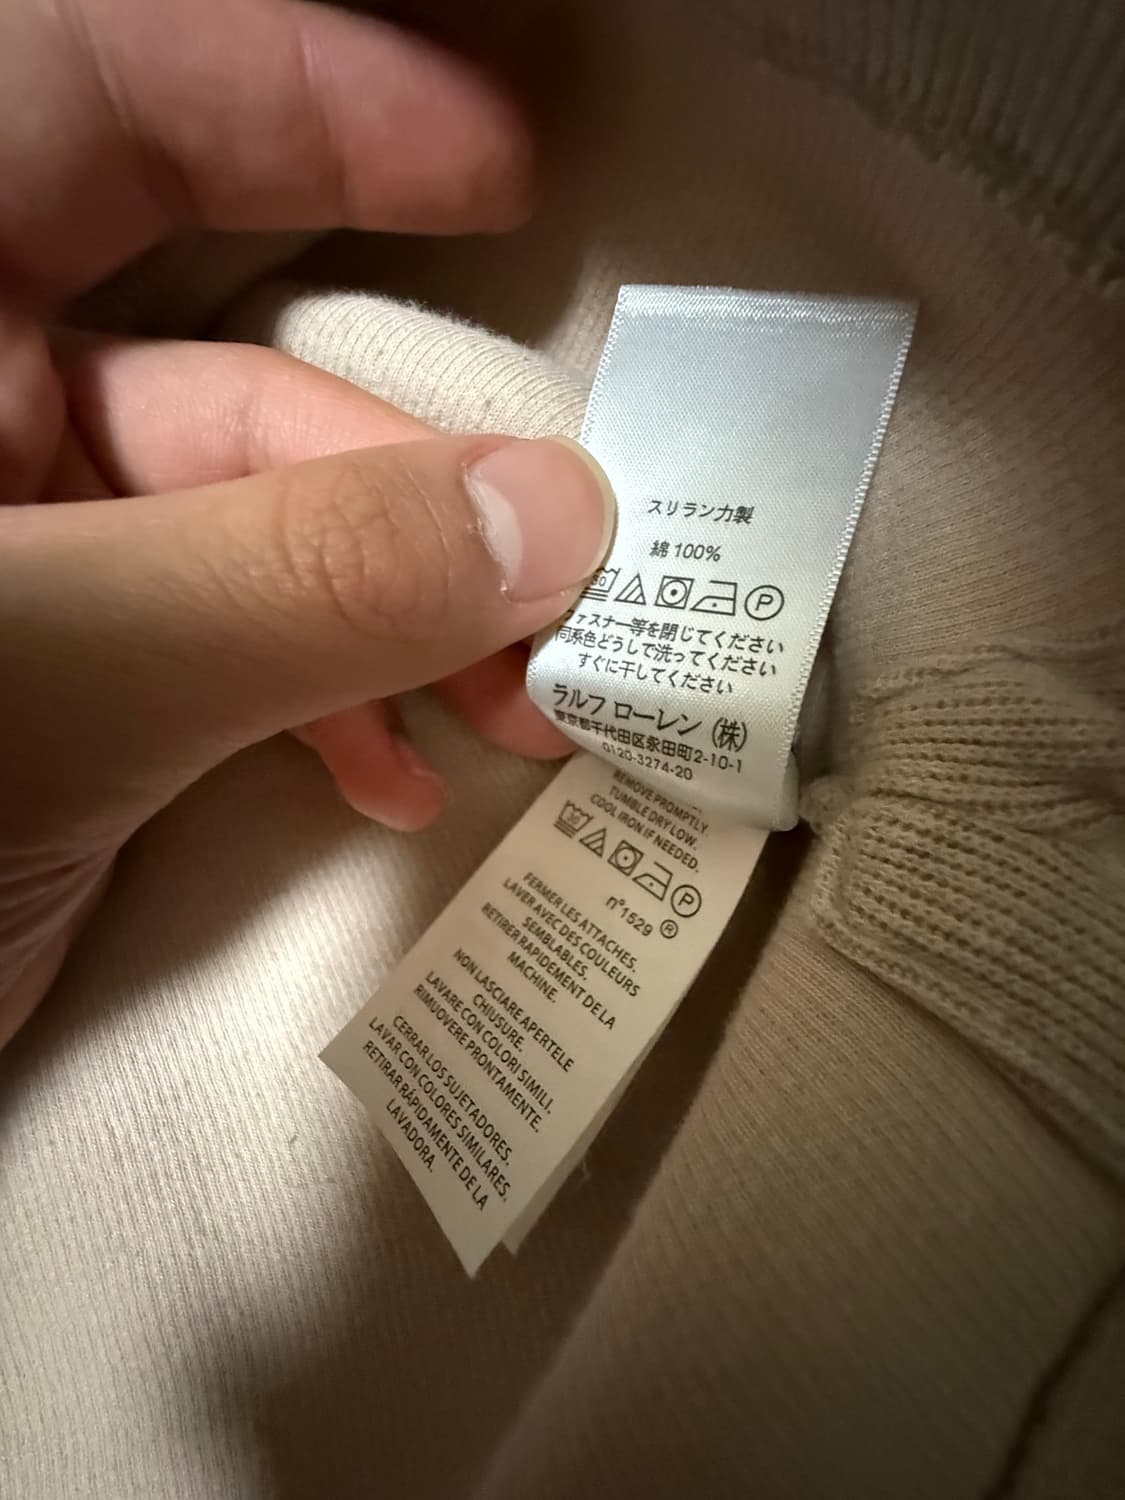 スリランカ製
綿 100%
30 P
ファスナー等を閉じてください
同系色どうしで洗ってください
すぐに干してください
ラルフ ローレン (株)
東京都千代田区永田町2-10-1
0120-3274-20
REMOVE PROMPTLY.
TUMBLE DRY LOW.
COOL IRON IF NEEDED.
30 P
n°1529 ®
FERMER LES ATTACHES.
LAVER AVEC DES COULEURS
SEMBLABLES.
RETIRER RAPIDEMENT DE LA
MACHINE.
NON LASCIARE APERTE LE
CHIUSURE.
LAVARE CON COLORI SIMILI.
RIMUOVERE PRONTAMENTE.
CERRAR LOS SUJETADORES.
LAVAR CON COLORES SIMILARES.
RETIRAR RÁPIDAMENTE DE LA
LAVADORA.